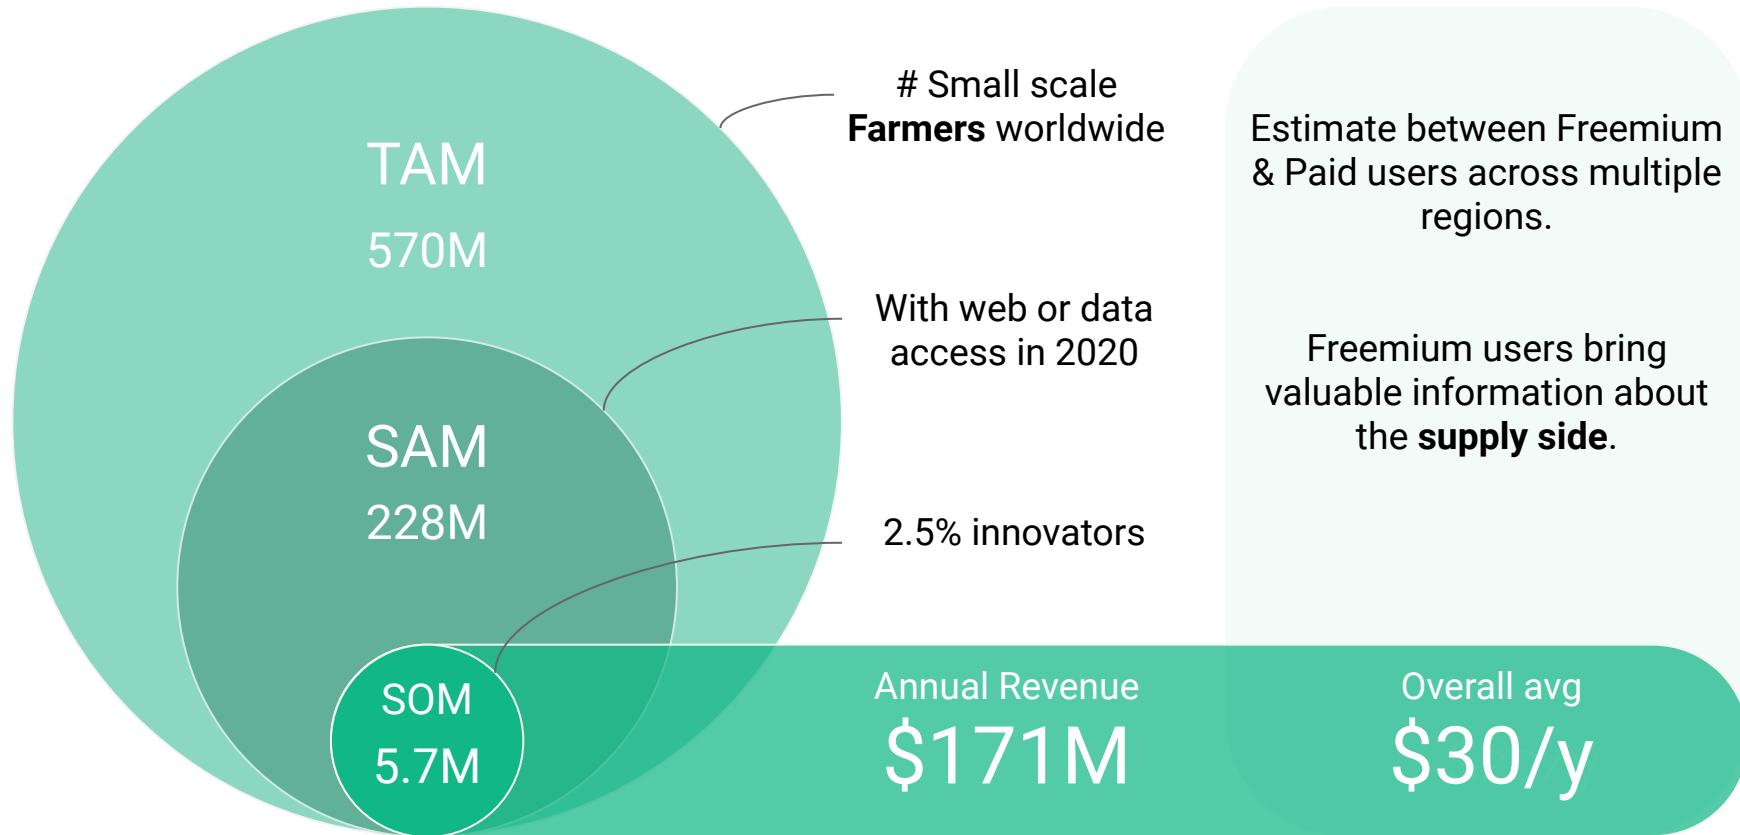 TAM
570M
SAM
228M
SOM
5.7M
# Small scale
Farmers worldwide
With web or data
access in 2020
2.5% innovators
Annual Revenue
$171M
Estimate between Freemium
& Paid users across multiple
regions.
Freemium users bring
valuable information about
the supply side.
Overall avg
$30/y